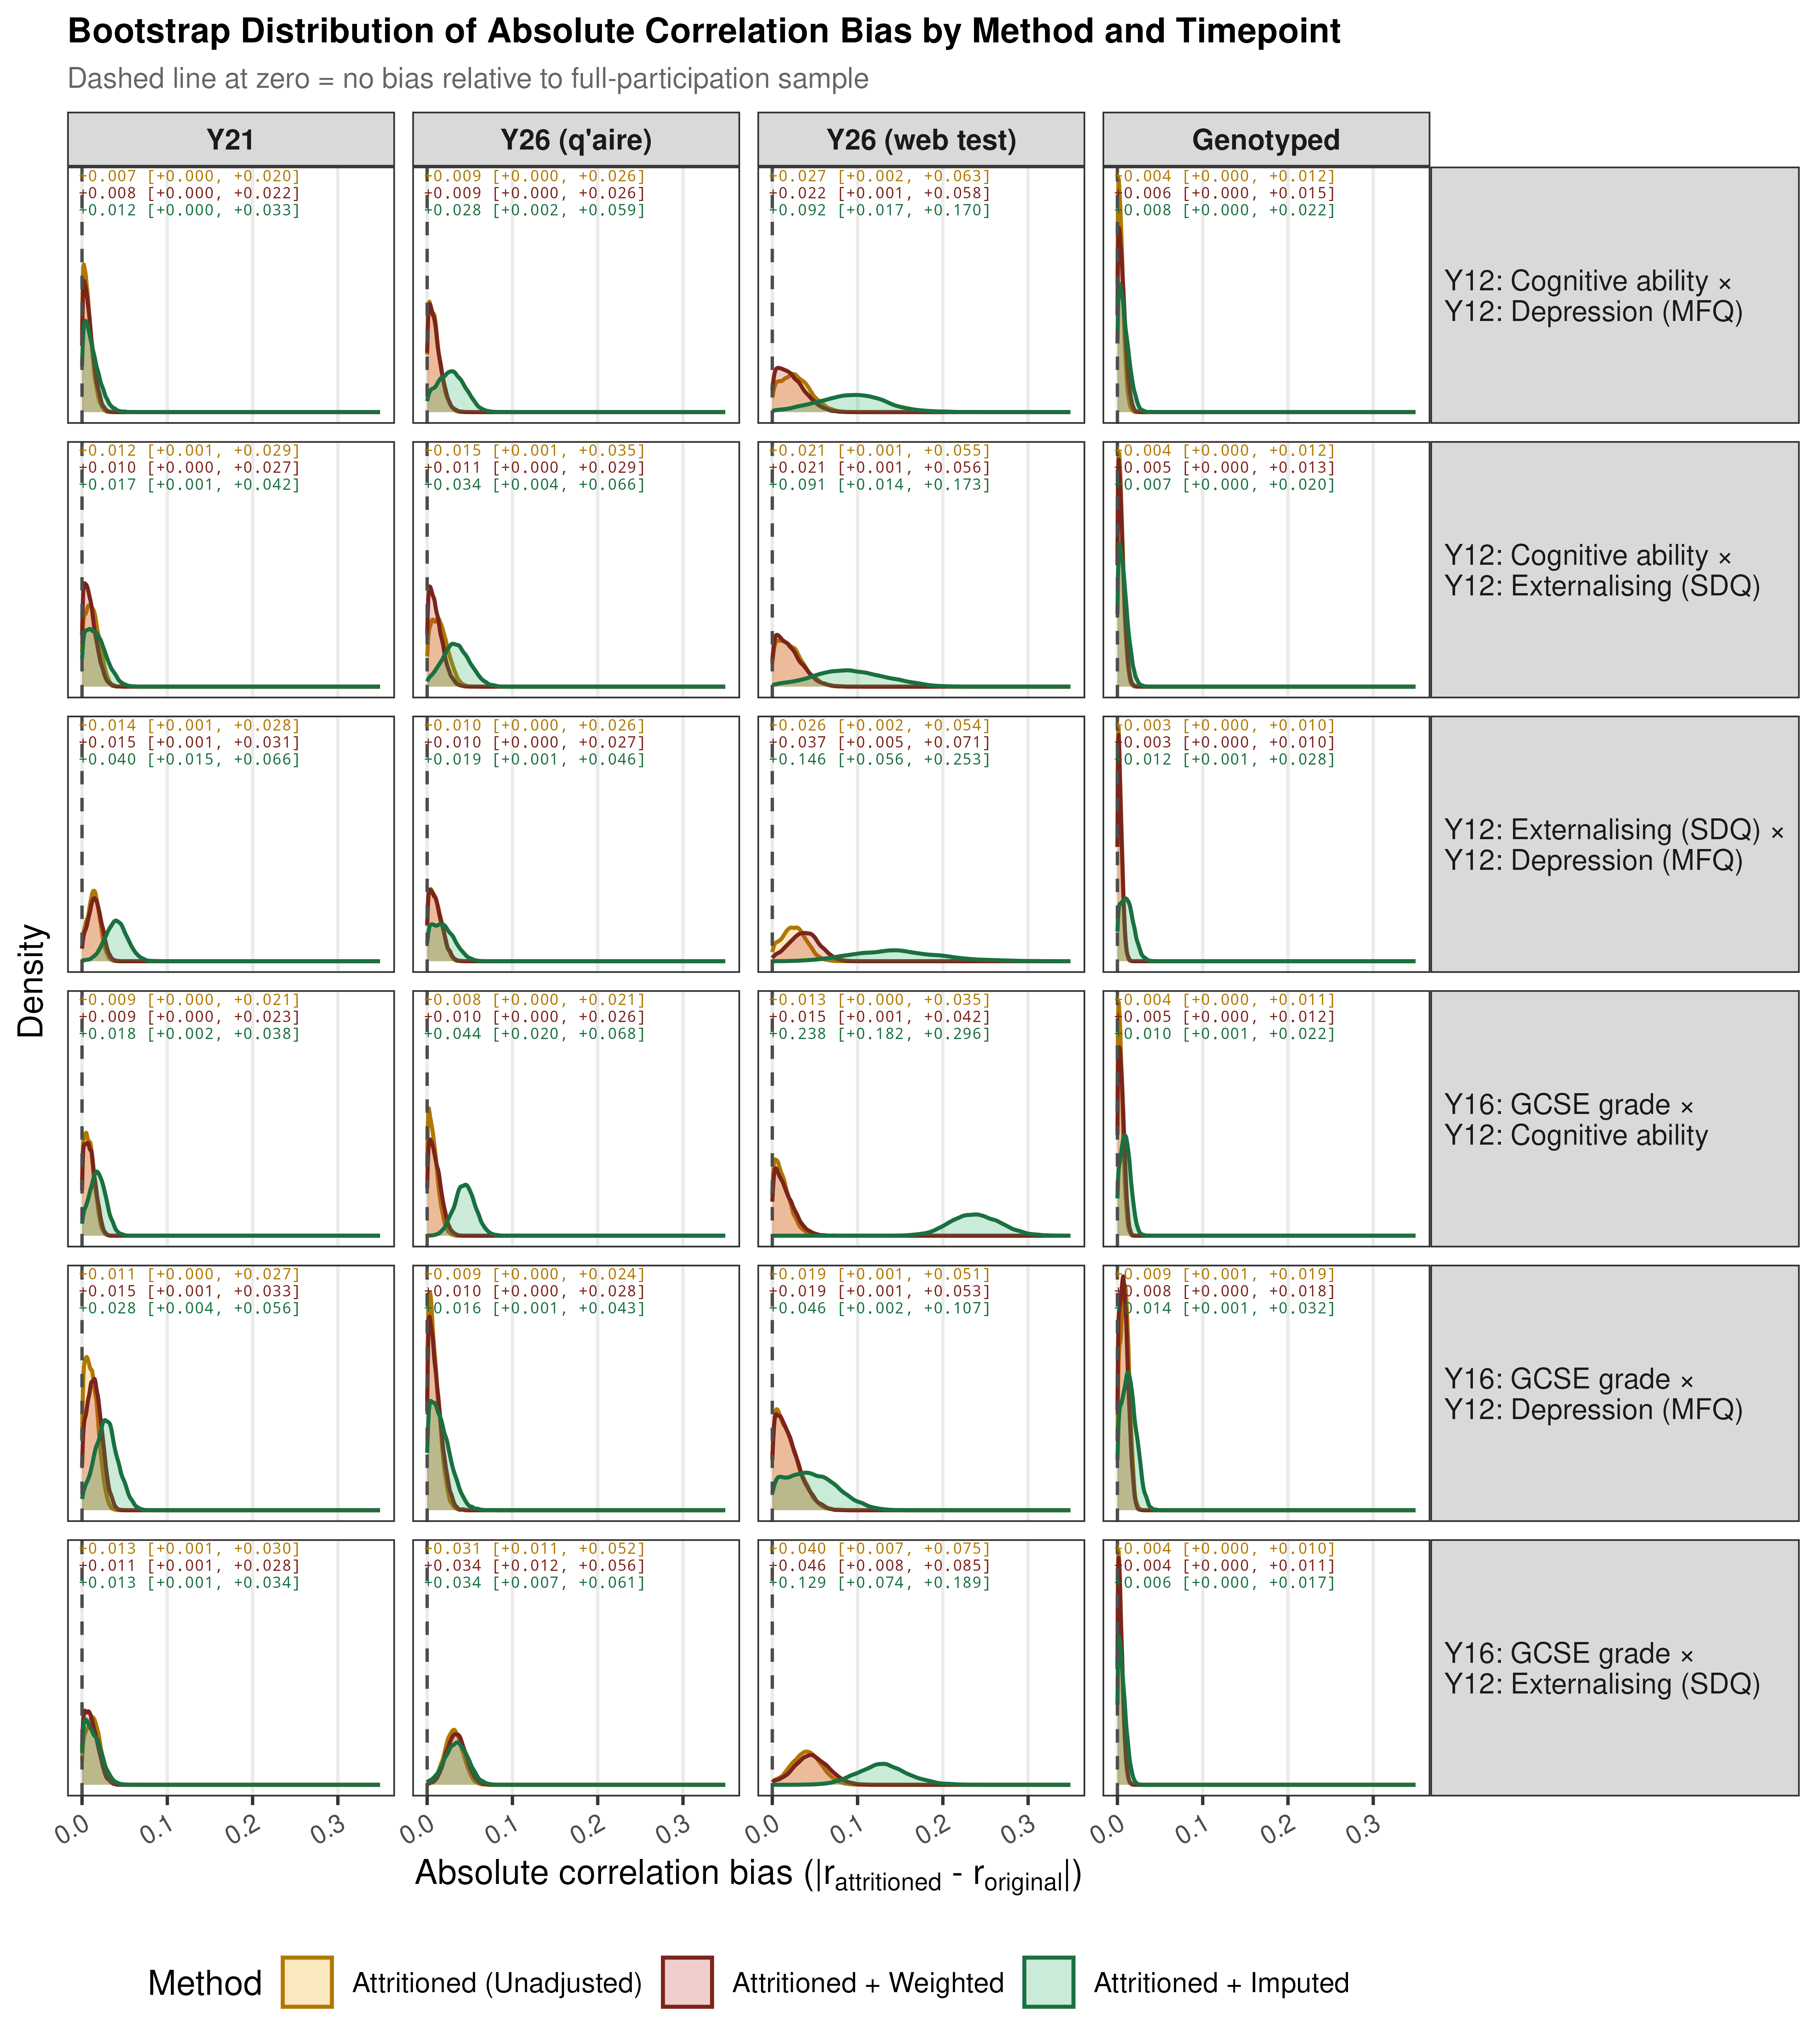 Bootstrap Distribution of Absolute Correlation Bias by Method and Timepoint
Dashed line at zero = no bias relative to full-participation sample
Y21
Y26 (q'aire)
Y26 (web test)
Genotyped
+0.007 [+0.000, +0.020]
+0.008 [+0.000, +0.022]
+0.012 [+0.000, +0.033]
+0.009 [+0.000, +0.026]
+0.009 [+0.000, +0.026]
+0.028 [+0.002, +0.059]
+0.027 [+0.002, +0.063]
+0.022 [+0.001, +0.058]
+0.092 [+0.017, +0.170]
+0.004 [+0.000, +0.012]
+0.006 [+0.000, +0.015]
+0.008 [+0.000, +0.022]
Y12: Cognitive ability ×
Y12: Depression (MFQ)
+0.012 [+0.001, +0.029]
+0.010 [+0.000, +0.027]
+0.017 [+0.001, +0.042]
+0.015 [+0.001, +0.035]
+0.011 [+0.000, +0.029]
+0.034 [+0.004, +0.066]
+0.021 [+0.001, +0.055]
+0.021 [+0.001, +0.056]
+0.091 [+0.014, +0.173]
+0.004 [+0.000, +0.012]
+0.005 [+0.000, +0.013]
+0.007 [+0.000, +0.020]
Y12: Cognitive ability ×
Y12: Externalising (SDQ)
+0.014 [+0.001, +0.028]
+0.015 [+0.001, +0.031]
+0.040 [+0.015, +0.066]
+0.010 [+0.000, +0.026]
+0.010 [+0.000, +0.027]
+0.019 [+0.001, +0.046]
+0.026 [+0.002, +0.054]
+0.037 [+0.005, +0.071]
+0.146 [+0.056, +0.253]
+0.003 [+0.000, +0.010]
+0.003 [+0.000, +0.010]
+0.012 [+0.001, +0.028]
Y12: Externalising (SDQ) ×
Y12: Depression (MFQ)
+0.009 [+0.000, +0.021]
+0.009 [+0.000, +0.023]
+0.018 [+0.002, +0.038]
+0.008 [+0.000, +0.021]
+0.010 [+0.000, +0.026]
+0.044 [+0.020, +0.068]
+0.013 [+0.000, +0.035]
+0.015 [+0.001, +0.042]
+0.238 [+0.182, +0.296]
+0.004 [+0.000, +0.011]
+0.005 [+0.000, +0.012]
+0.010 [+0.001, +0.022]
Y16: GCSE grade ×
Y12: Cognitive ability
+0.011 [+0.000, +0.027]
+0.015 [+0.001, +0.033]
+0.028 [+0.004, +0.056]
+0.009 [+0.000, +0.024]
+0.010 [+0.000, +0.028]
+0.016 [+0.001, +0.043]
+0.019 [+0.001, +0.051]
+0.019 [+0.001, +0.053]
+0.046 [+0.002, +0.107]
+0.009 [+0.001, +0.019]
+0.008 [+0.000, +0.018]
+0.014 [+0.001, +0.032]
Y16: GCSE grade ×
Y12: Depression (MFQ)
+0.013 [+0.001, +0.030]
+0.011 [+0.001, +0.028]
+0.013 [+0.001, +0.034]
+0.031 [+0.011, +0.052]
+0.034 [+0.012, +0.056]
+0.034 [+0.007, +0.061]
+0.040 [+0.007, +0.075]
+0.046 [+0.008, +0.085]
+0.129 [+0.074, +0.189]
+0.004 [+0.000, +0.010]
+0.004 [+0.000, +0.011]
+0.006 [+0.000, +0.017]
Y16: GCSE grade ×
Y12: Externalising (SDQ)
Density
0.0 0.1 0.2 0.3
0.0 0.1 0.2 0.3
0.0 0.1 0.2 0.3
0.0 0.1 0.2 0.3
Absolute correlation bias (|r attritioned - r original|)
Method
Attritioned (Unadjusted)
Attritioned + Weighted
Attritioned + Imputed